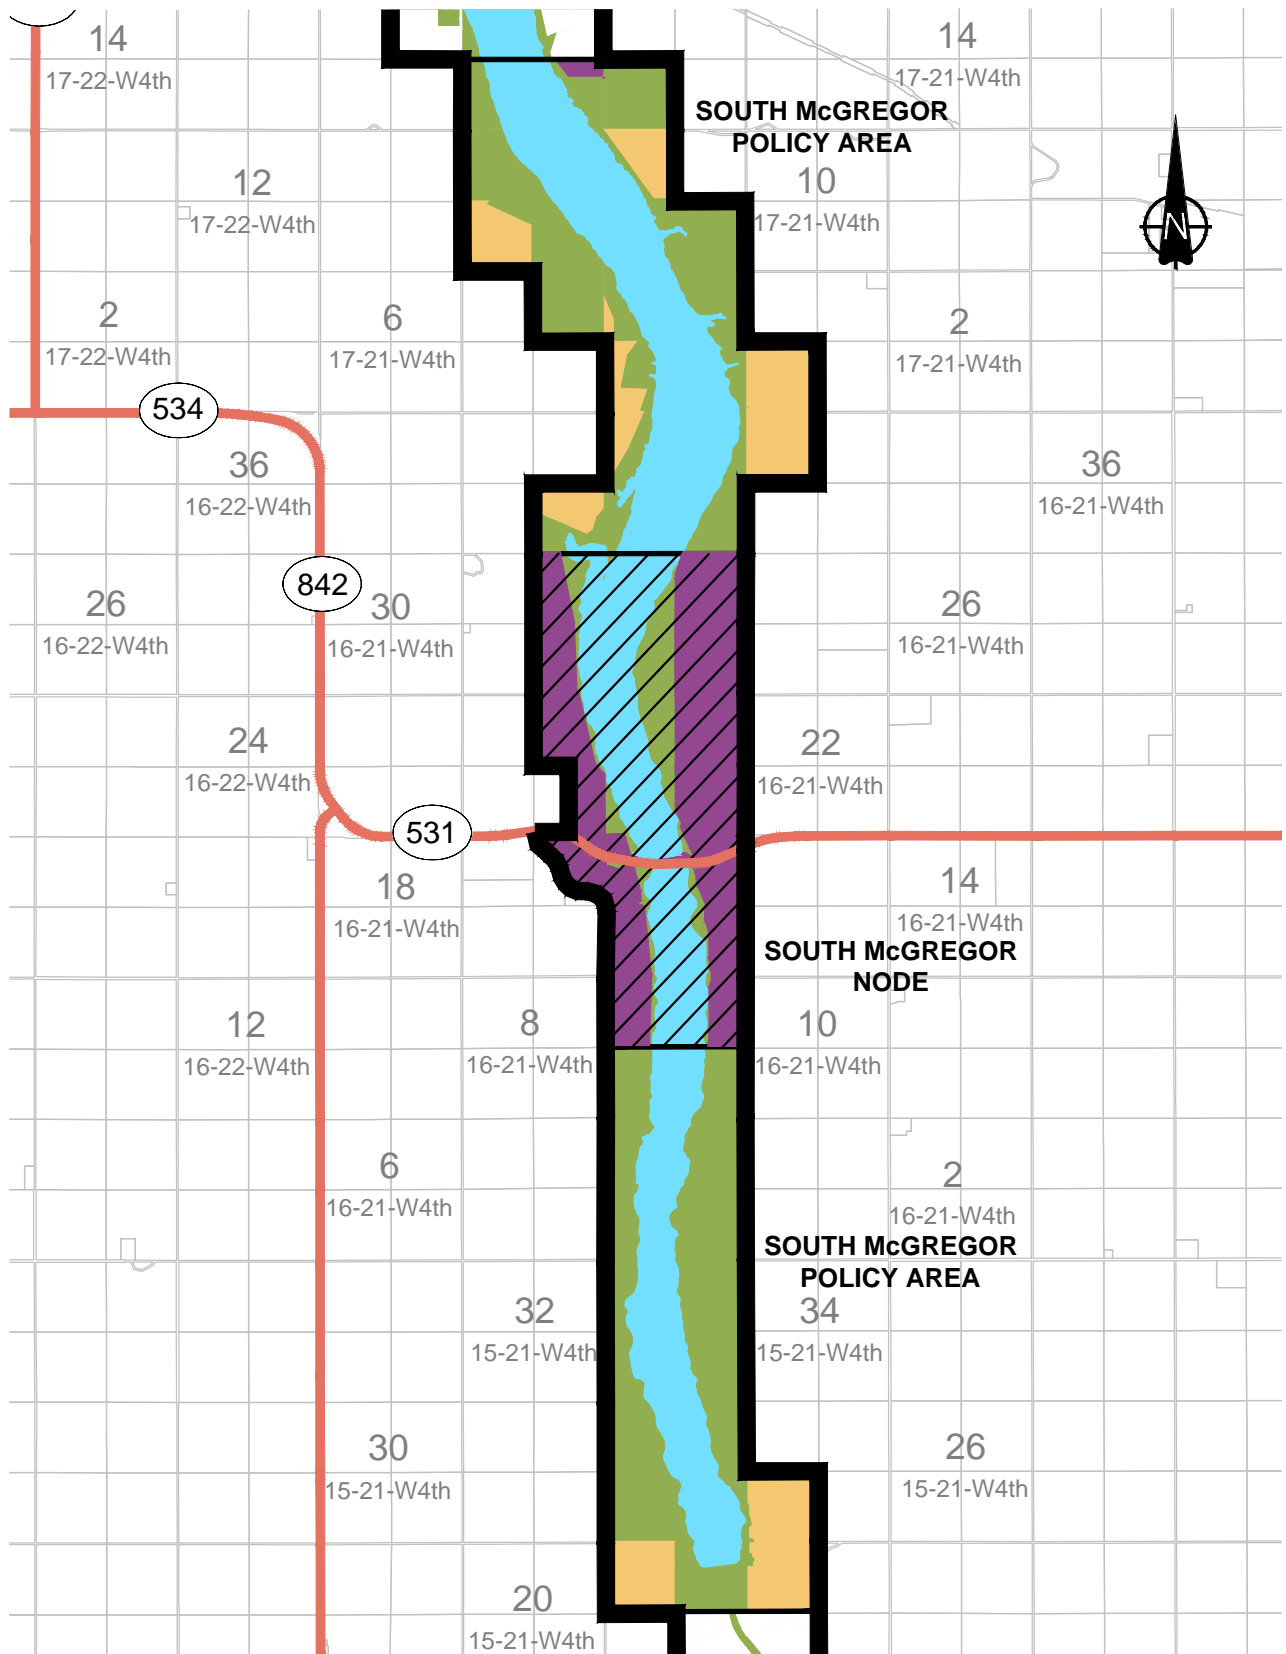 14
17-22-W4th
14
17-21-W4th
SOUTH McGREGOR
POLICY AREA
12
17-22-W4th
10
17-21-W4th
N
2
17-22-W4th
6
17-21-W4th
2
17-21-W4th
534
36
16-22-W4th
36
16-21-W4th
842
26
16-22-W4th
30
16-21-W4th
26
16-21-W4th
24
16-22-W4th
22
16-21-W4th
531
18
16-21-W4th
14
16-21-W4th
SOUTH McGREGOR
NODE
12
16-22-W4th
8
16-21-W4th
10
16-21-W4th
6
16-21-W4th
2
16-21-W4th
SOUTH McGREGOR
POLICY AREA
32
15-21-W4th
34
15-21-W4th
30
15-21-W4th
26
15-21-W4th
20
15-21-W4th